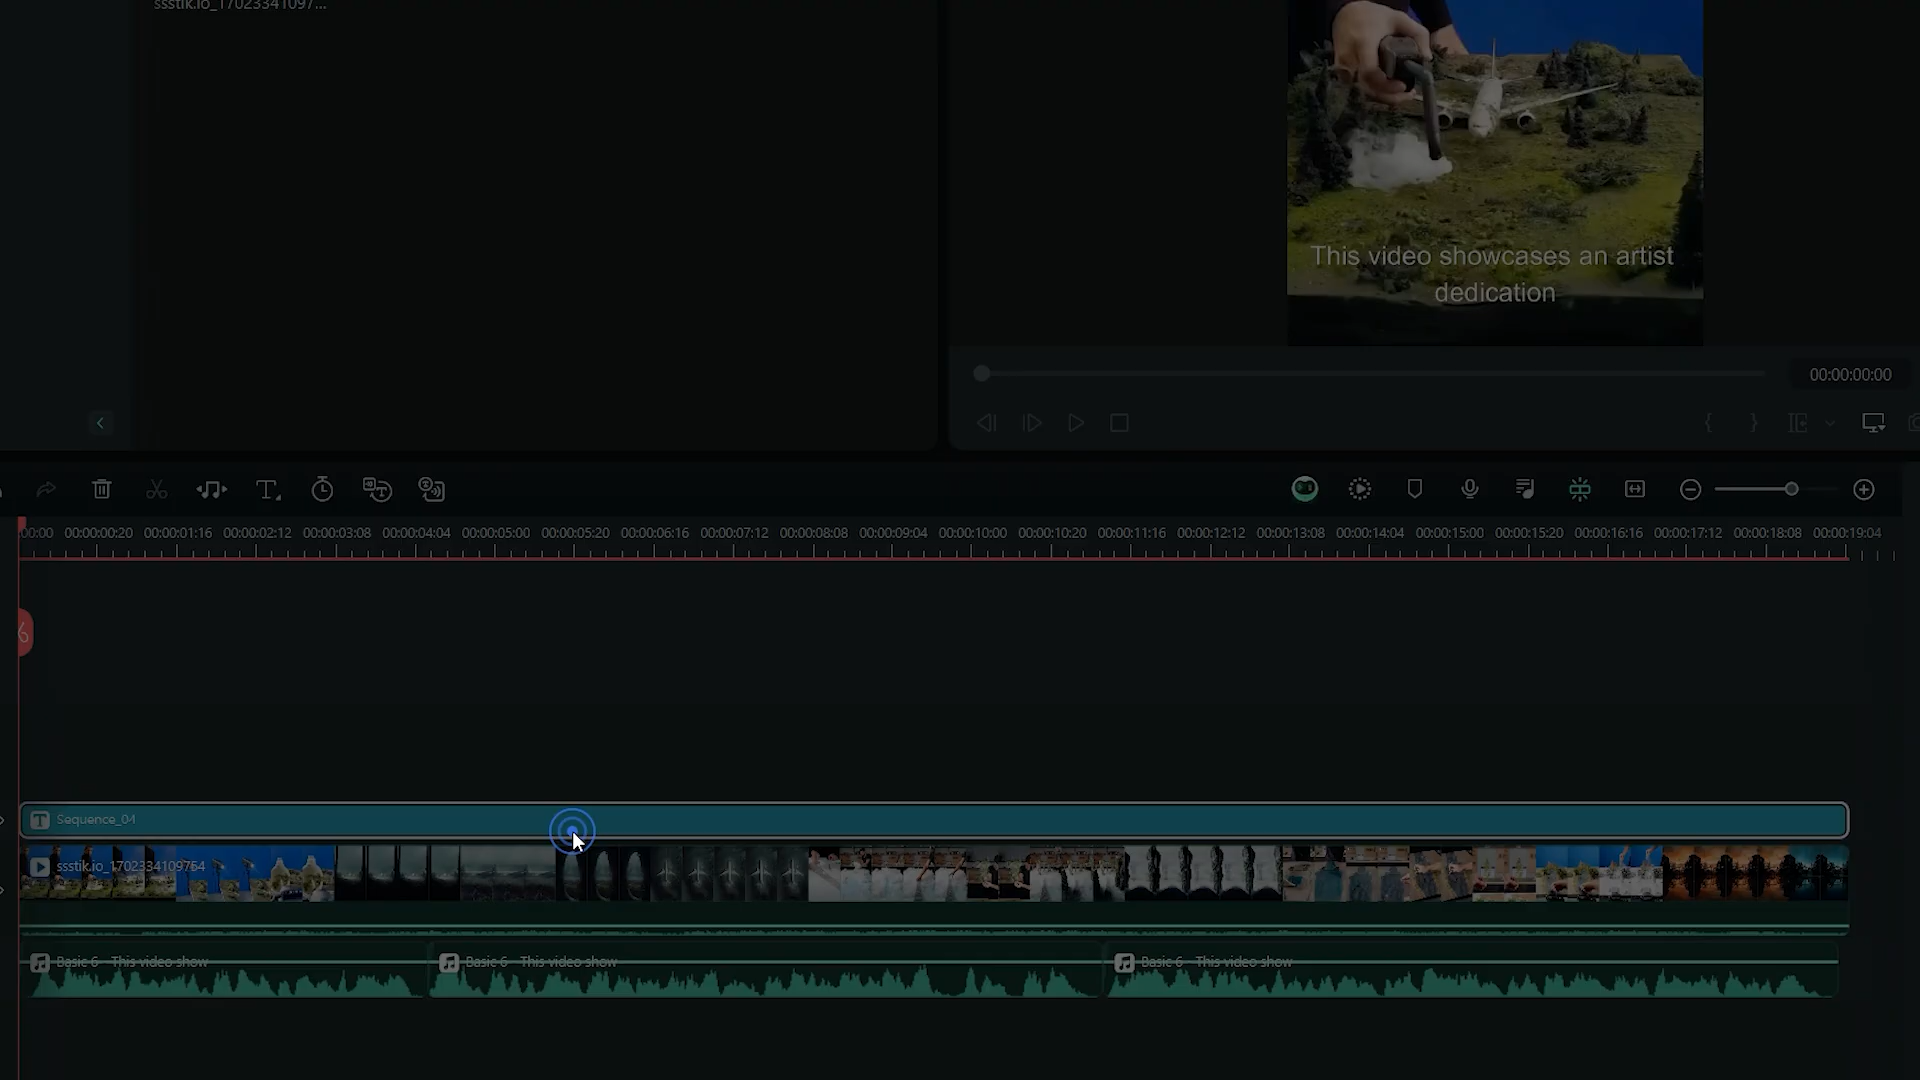 ssstik.io_17023341097...
This video showcases an artist
dedication
00:00:00:00
00:00 00:00:00:20 00:00:01:16 00:00:02:12 00:00:03:08 00:00:04:04 00:00:05:00 00:00:05:20 00:00:06:16 00:00:07:12 00:00:08:08 00:00:09:04 00:00:10:00 00:00:10:20 00:00:11:16 00:00:12:12 00:00:13:08 00:00:14:04 00:00:15:00 00:00:15:20 00:00:16:16 00:00:17:12 00:00:18:08 00:00:19:04
Sequence_04
ssstik.io_1702334109754
Basic 6 - This video show Basic 6 - This video show Basic 6 - This video show